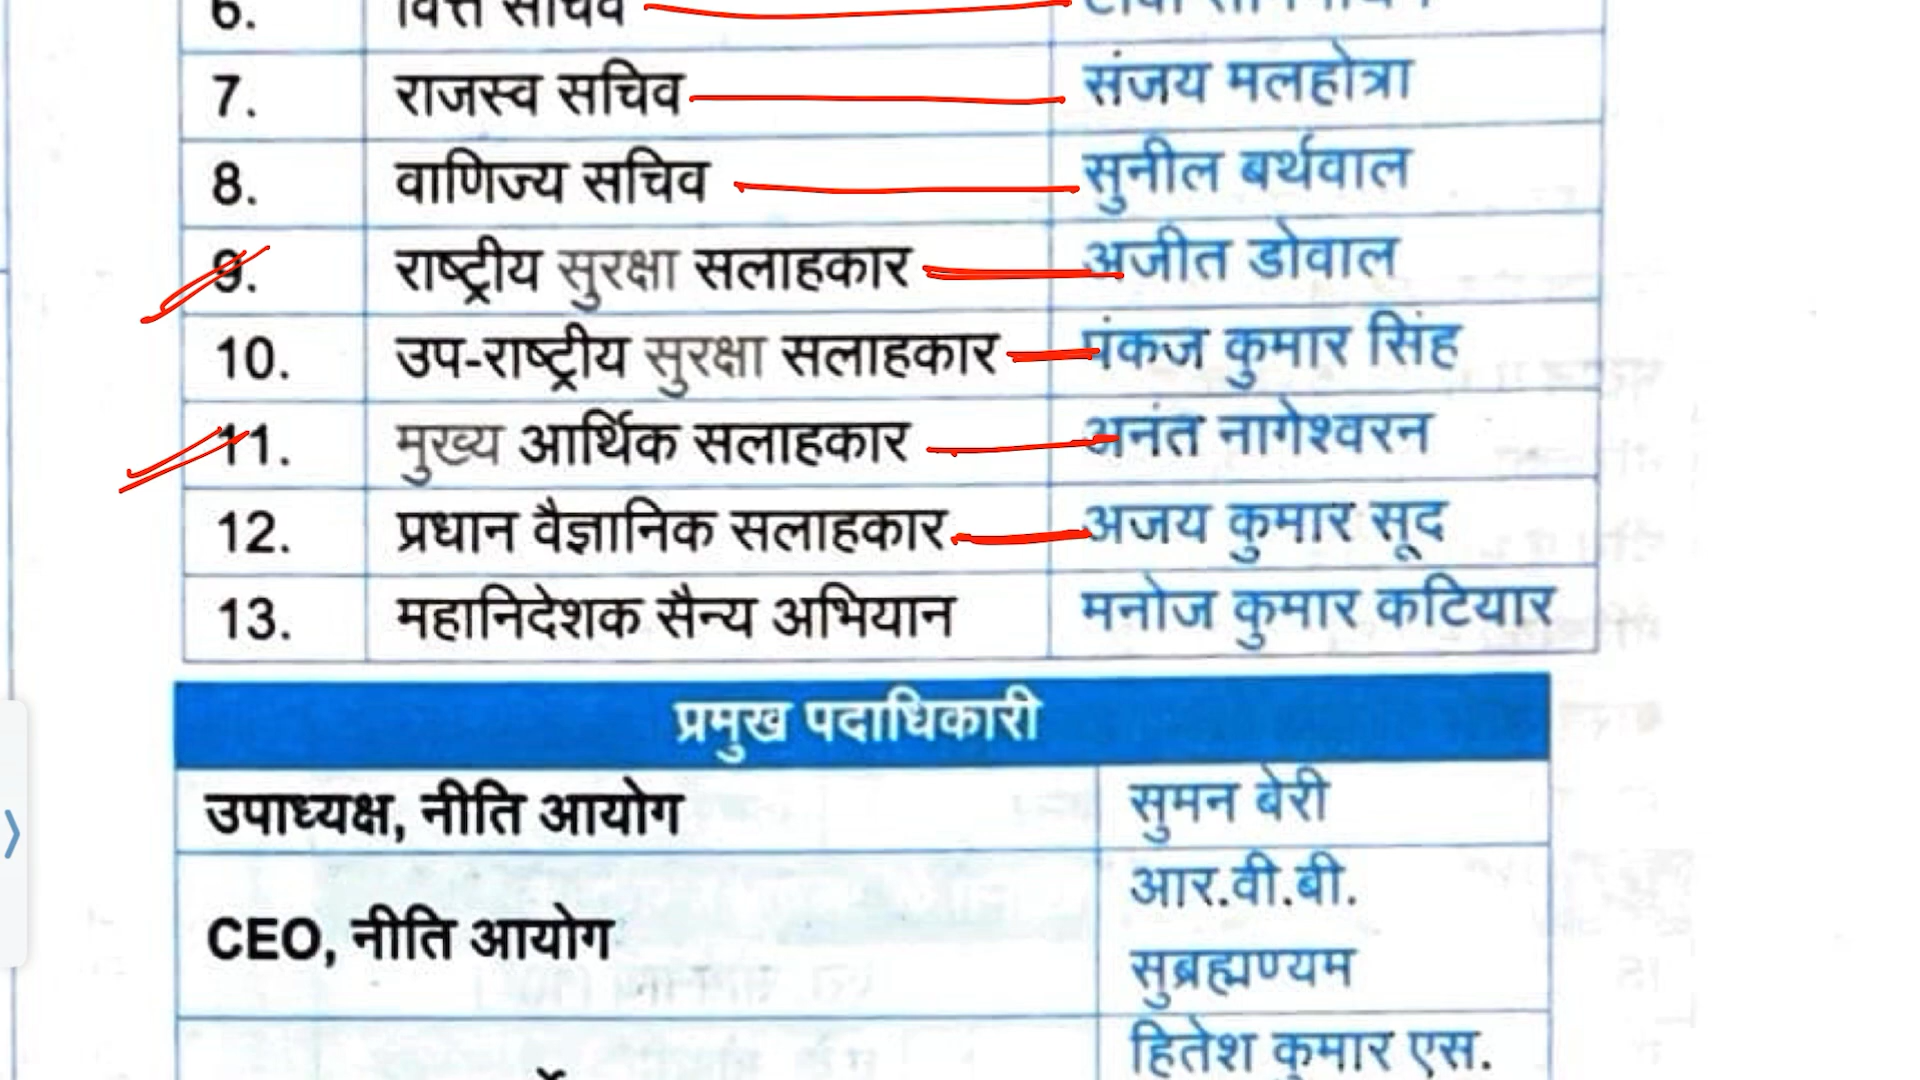 6. वित्त सचिव
7. राजस्व सचिव संजय मलहोत्रा
8. वाणिज्य सचिव सुनील बर्थवाल
9. राष्ट्रीय सुरक्षा सलाहकार अजीत डोवाल
10. उप-राष्ट्रीय सुरक्षा सलाहकार पंकज कुमार सिंह
11. मुख्य आर्थिक सलाहकार अनंत नागेश्वरन
12. प्रधान वैज्ञानिक सलाहकार अजय कुमार सूद
13. महानिदेशक सैन्य अभियान मनोज कुमार कटियार
प्रमुख पदाधिकारी
उपाध्यक्ष, नीति आयोग सुमन बेरी
CEO, नीति आयोग आर.वी.बी.
सुब्रह्मण्यम
हितेश कुमार एस.